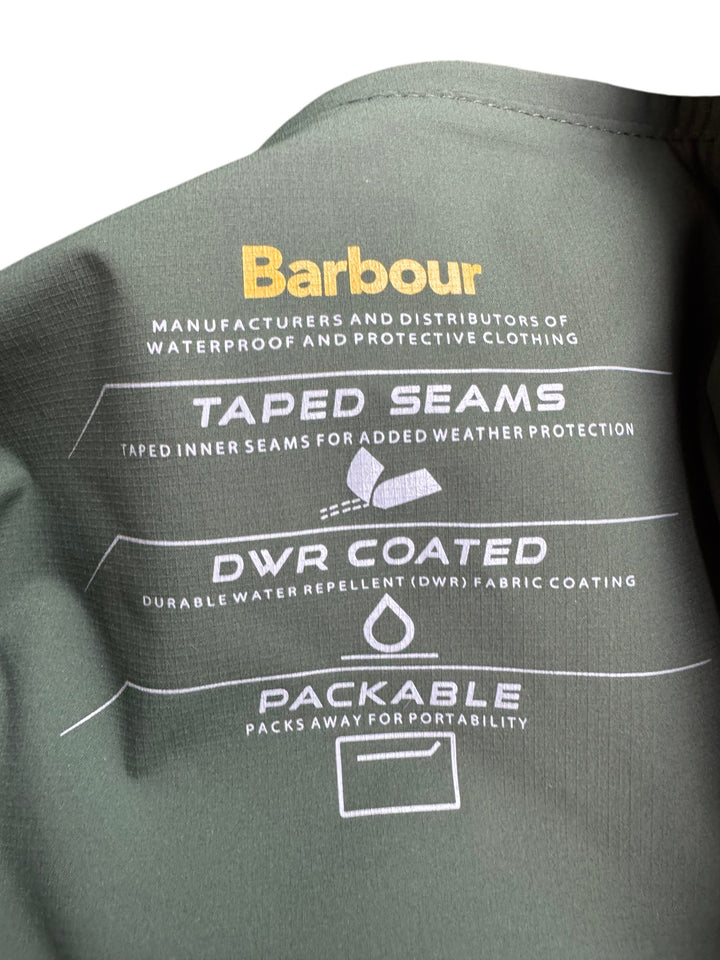 Barbour
MANUFACTURERS AND DISTRIBUTORS OF
WATERPROOF AND PROTECTIVE CLOTHING
TAPED SEAMS
TAPED INNER SEAMS FOR ADDED WEATHER PROTECTION
DWR COATED
DURABLE WATER REPELLENT (DWR) FABRIC COATING
PACKABLE
PACKS AWAY FOR PORTABILITY